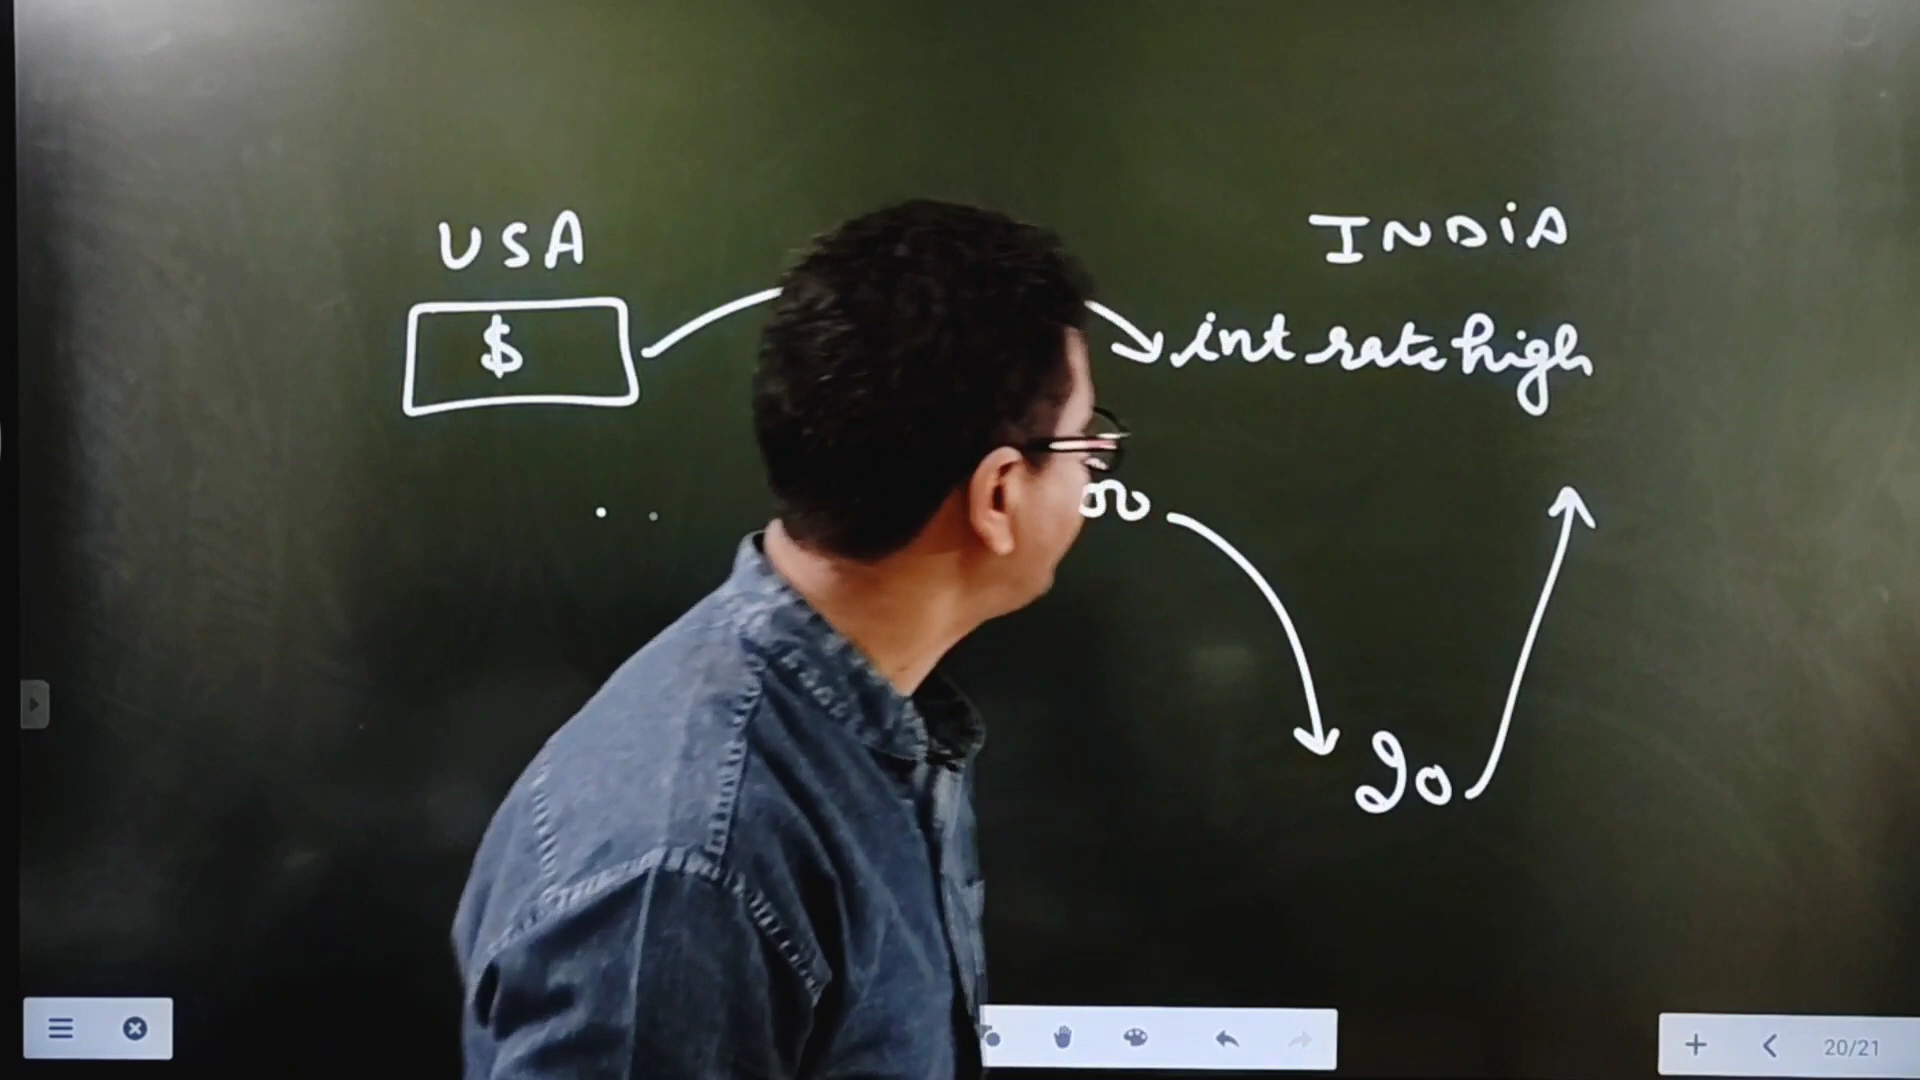 USA
INDIA
$
int rate high
20
20/21